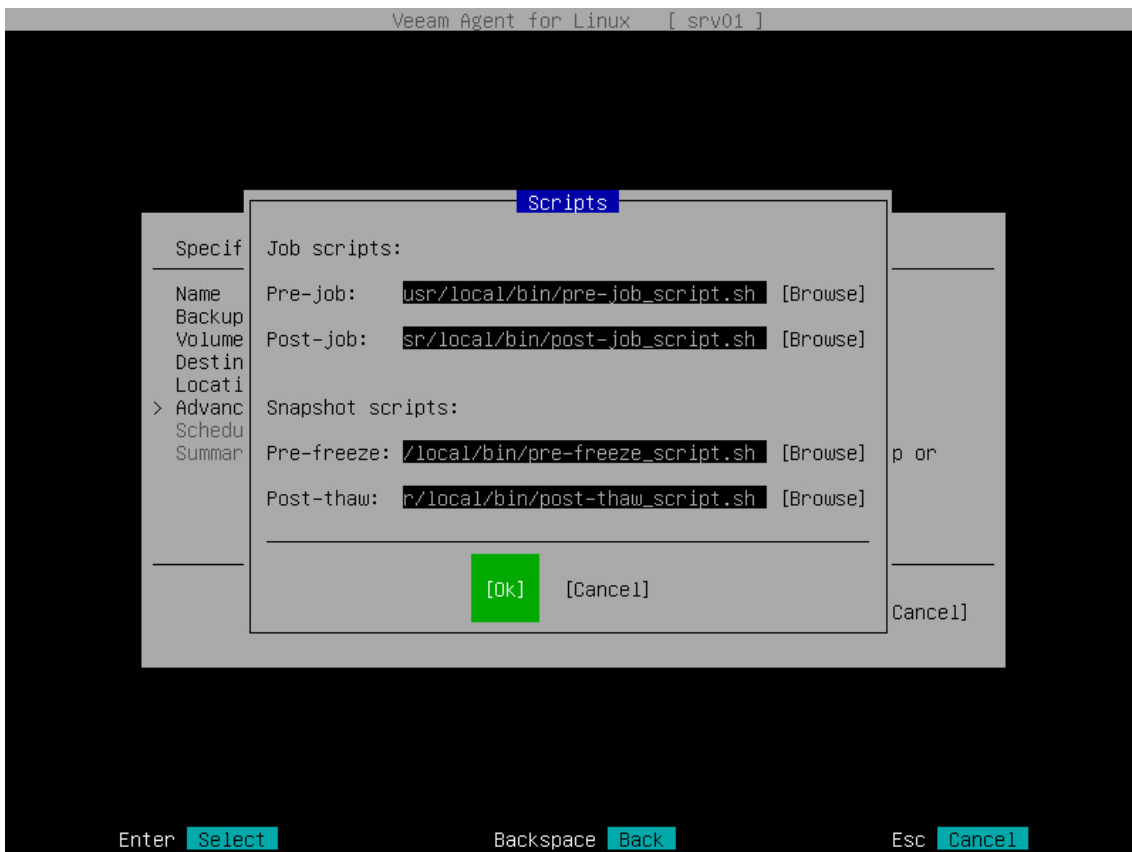 Veeam Agent for Linux [ srv01 ]
Scripts
Specif
Job scripts:
Name
Pre-job: usr/local/bin/pre-job_script.sh [Browse]
Backup
Volume
Post-job: sr/local/bin/post-job_script.sh [Browse]
Destin
Locati
> Advanc
Snapshot scripts:
Schedu
Summar
Pre-freeze: /local/bin/pre-freeze_script.sh [Browse]
p or
Post-thaw: r/local/bin/post-thaw_script.sh [Browse]
[Ok] [Cancel]
Cancel]
Enter Select Backspace Back Esc Cancel